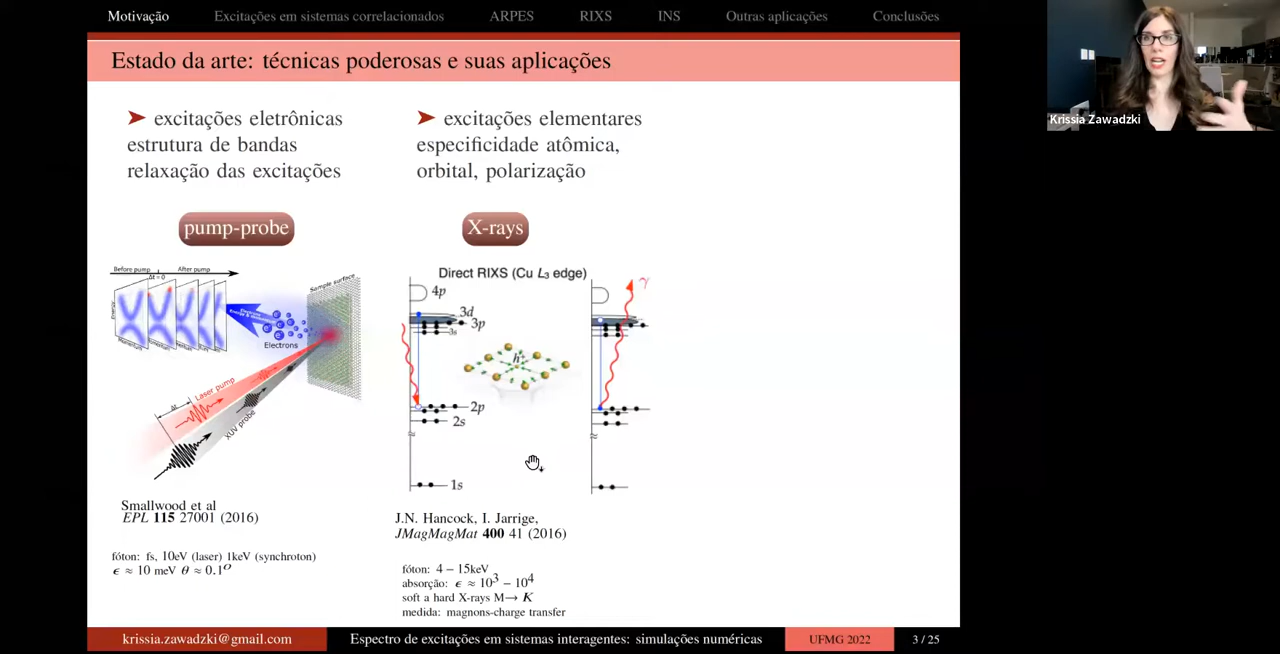 Motivação Excitações em sistemas correlacionados ARPES RIXS INS Outras aplicações Conclusões
Estado da arte: técnicas poderosas e suas aplicações
➤ excitações eletrônicas
estrutura de bandas
relaxação das excitações
pump-probe
Before pump After pump
Δt = 0
Energy
Electrons
Sample surface
Laser pump
XUV probe
Δt
Smallwood et al
EPL 115 27001 (2016)
fóton: fs, 10eV (laser) 1keV (synchroton)
ϵ ≈ 10 meV θ ≈ 0.1º
➤ excitações elementares
especificidade atômica,
orbital, polarização
X-rays
Direct RIXS (Cu L3 edge)
4p
3d
3p
3s
2p
2s
1s
h+
γ
J.N. Hancock, I. Jarrige,
JMagMagMat 400 41 (2016)
fóton: 4 − 15keV
absorção: ϵ ≈ 10³ − 10⁴
soft a hard X-rays M→ K
medida: magnons-charge transfer
Krissia Zawadzki
krissia.zawadzki@gmail.com Espectro de excitações em sistemas interagentes: simulações numéricas UFMG 2022 3 / 25